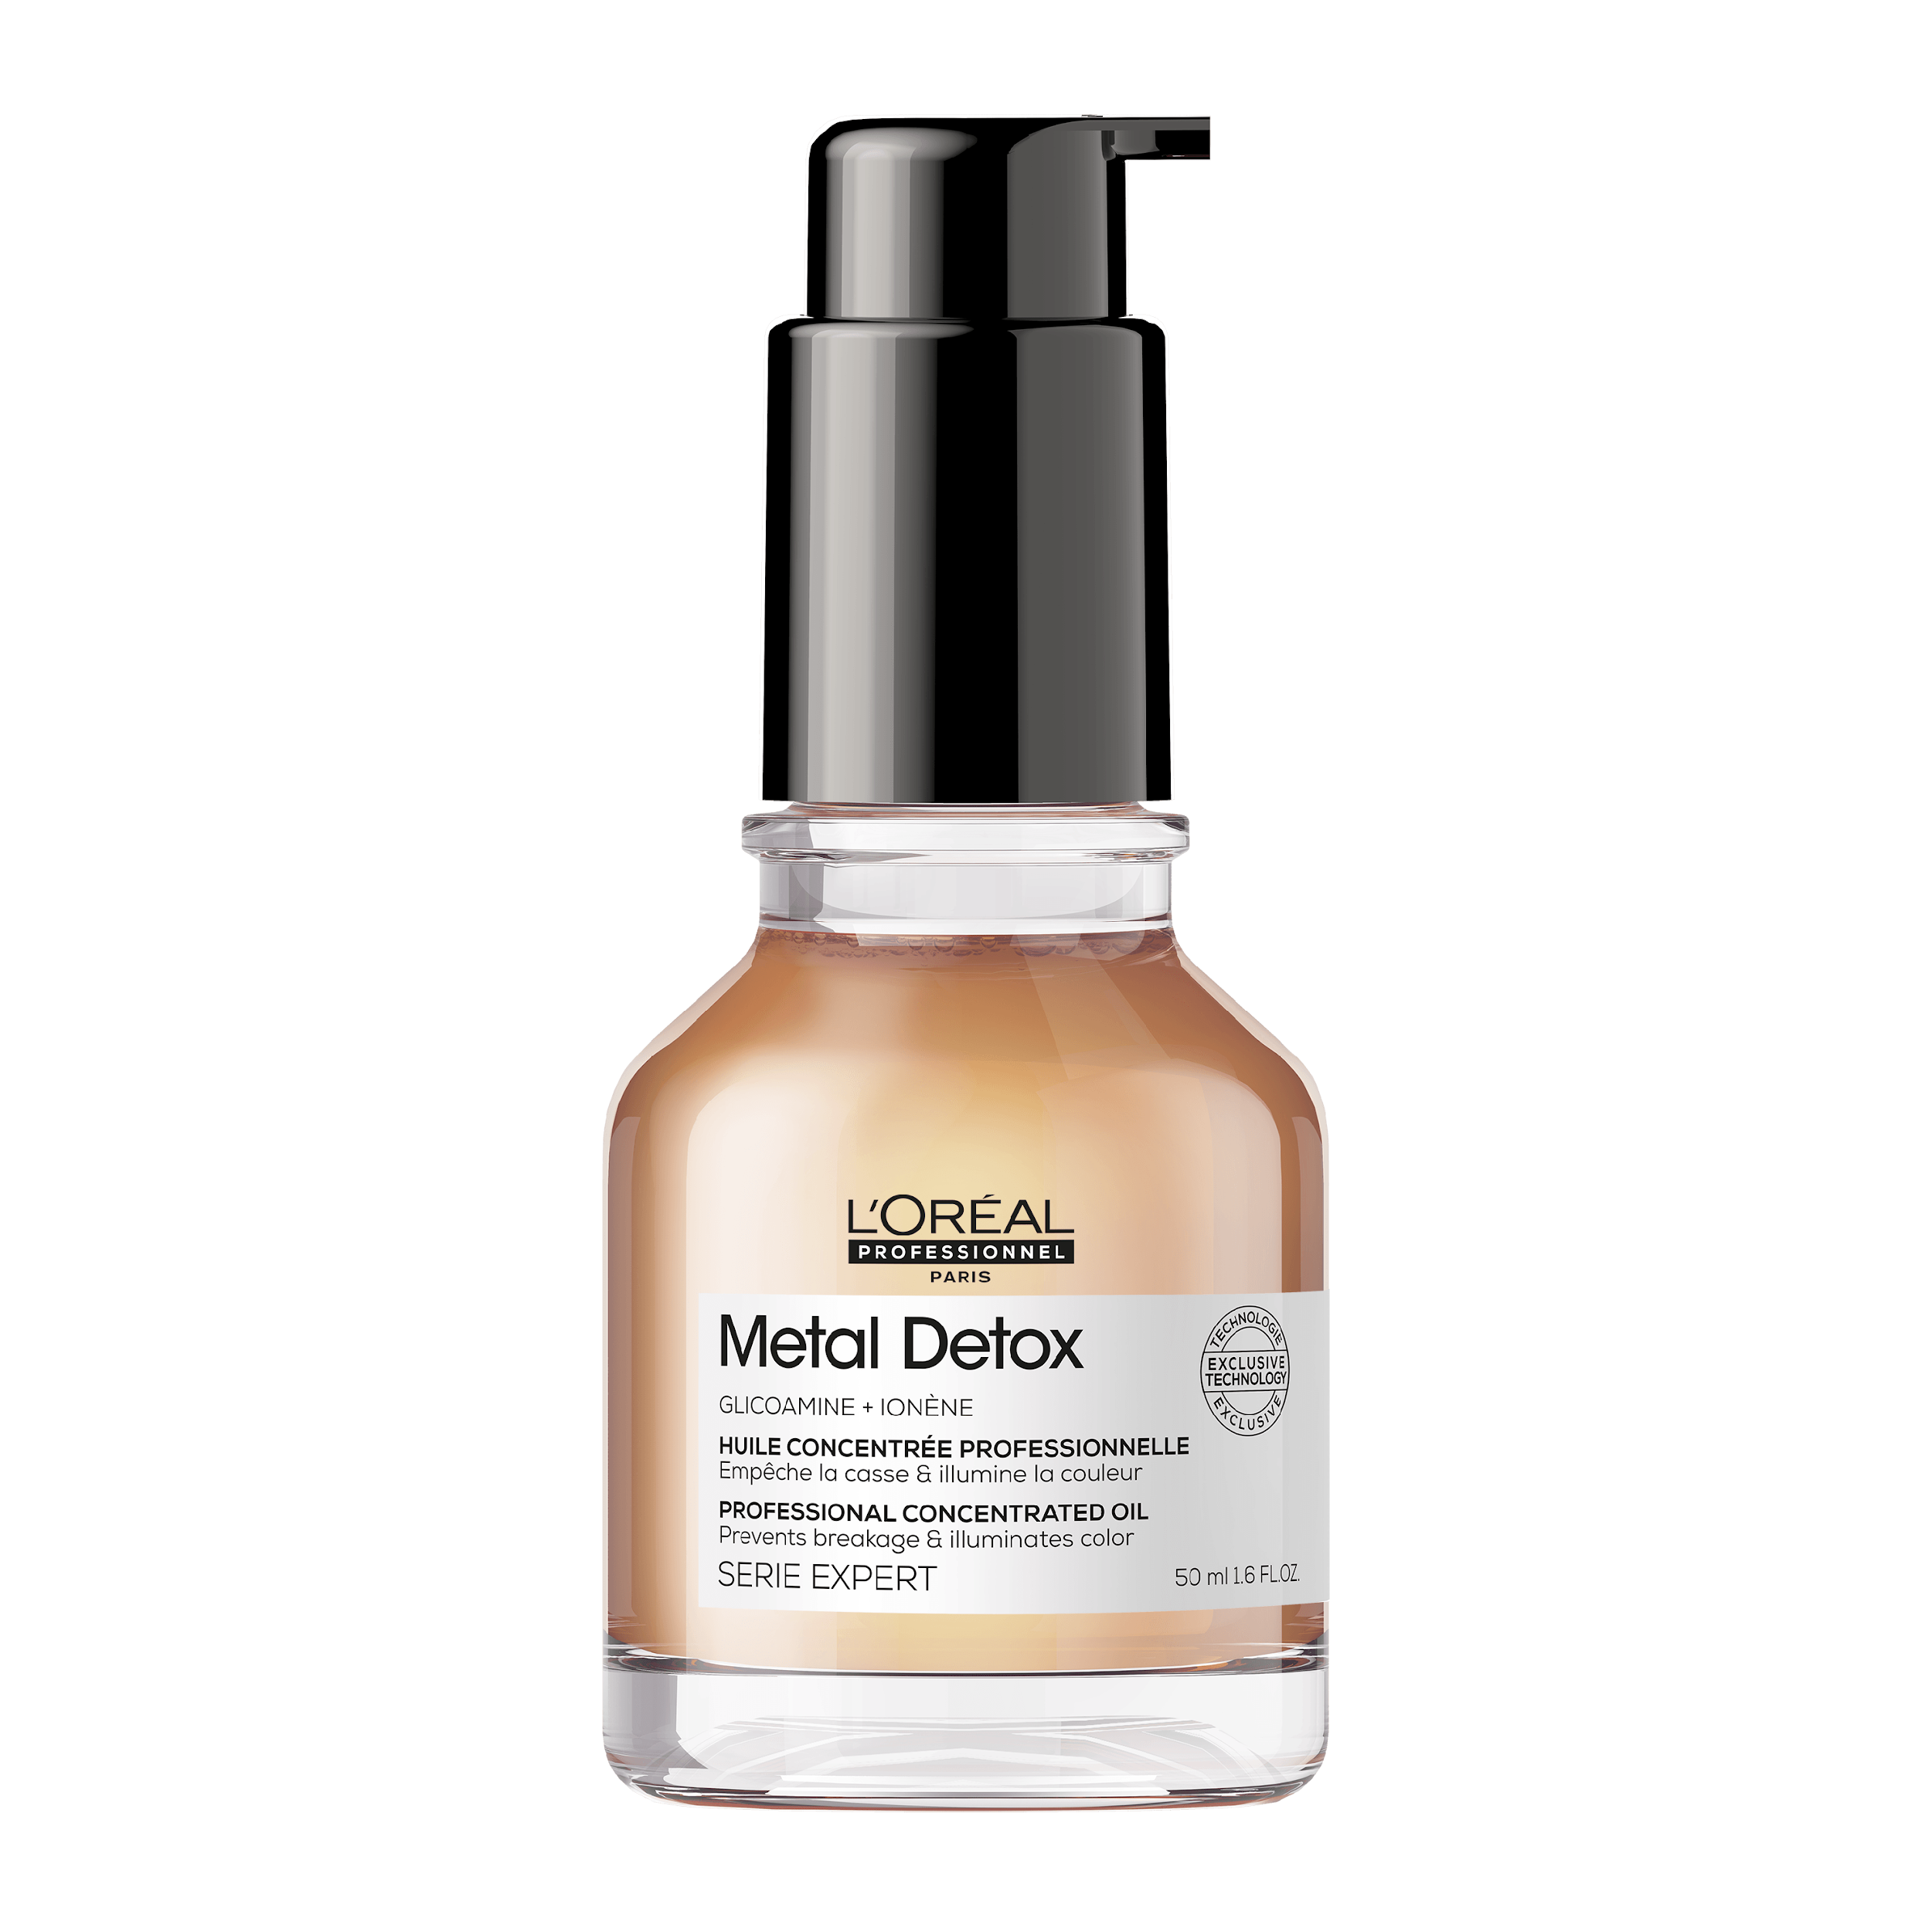 L'ORÉAL
PROFESSIONNEL
PARIS
Metal Detox
GLICOAMINE + IONÈNE
HUILE CONCENTRÉE PROFESSIONNELLE
Empêche la casse & illumine la couleur
PROFESSIONAL CONCENTRATED OIL
Prevents breakage & illuminates color
SERIE EXPERT
50 ml 1.6 FL.OZ.
TECHNOLOGIE
EXCLUSIVE
TECHNOLOGY
EXCLUSIVE